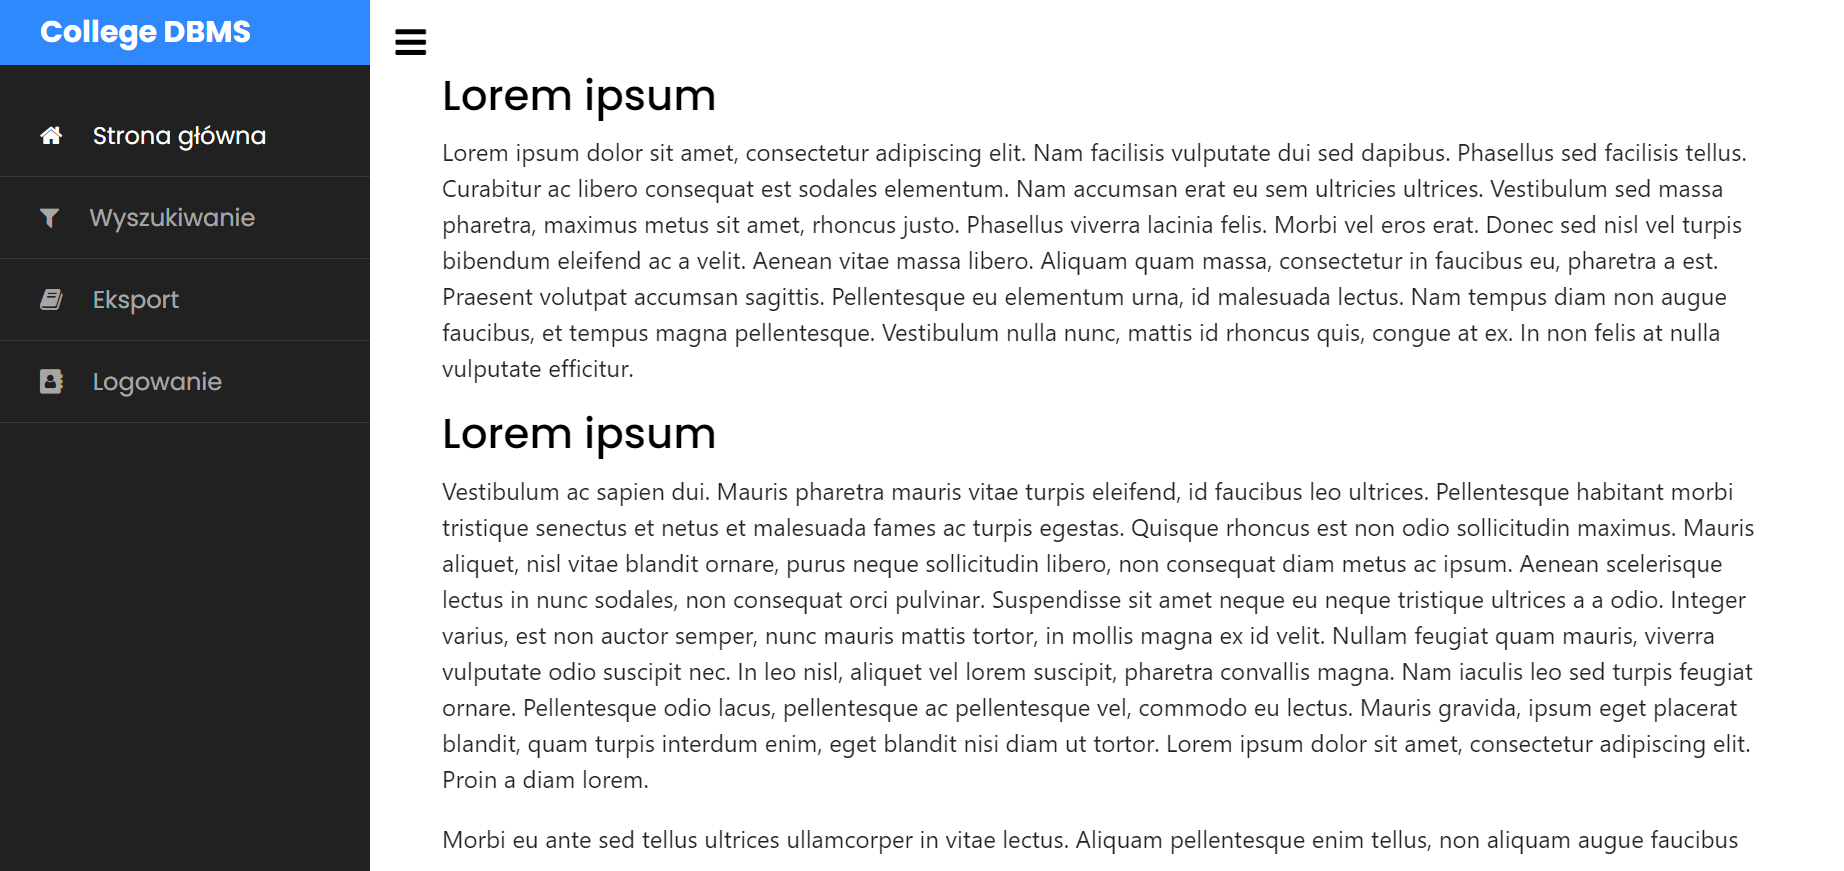 College DBMS
Strona główna
Wyszukiwanie
Eksport
Logowanie
Lorem ipsum
Lorem ipsum dolor sit amet, consectetur adipiscing elit. Nam facilisis vulputate dui sed dapibus. Phasellus sed facilisis tellus.
Curabitur ac libero consequat est sodales elementum. Nam accumsan erat eu sem ultricies ultrices. Vestibulum sed massa
pharetra, maximus metus sit amet, rhoncus justo. Phasellus viverra lacinia felis. Morbi vel eros erat. Donec sed nisl vel turpis
bibendum eleifend ac a velit. Aenean vitae massa libero. Aliquam quam massa, consectetur in faucibus eu, pharetra a est.
Praesent volutpat accumsan sagittis. Pellentesque eu elementum urna, id malesuada lectus. Nam tempus diam non augue
faucibus, et tempus magna pellentesque. Vestibulum nulla nunc, mattis id rhoncus quis, congue at ex. In non felis at nulla
vulputate efficitur.
Lorem ipsum
Vestibulum ac sapien dui. Mauris pharetra mauris vitae turpis eleifend, id faucibus leo ultrices. Pellentesque habitant morbi
tristique senectus et netus et malesuada fames ac turpis egestas. Quisque rhoncus est non odio sollicitudin maximus. Mauris
aliquet, nisl vitae blandit ornare, purus neque sollicitudin libero, non consequat diam metus ac ipsum. Aenean scelerisque
lectus in nunc sodales, non consequat orci pulvinar. Suspendisse sit amet neque eu neque tristique ultrices a a odio. Integer
varius, est non auctor semper, nunc mauris mattis tortor, in mollis magna ex id velit. Nullam feugiat quam mauris, viverra
vulputate odio suscipit nec. In leo nisl, aliquet vel lorem suscipit, pharetra convallis magna. Nam iaculis leo sed turpis feugiat
ornare. Pellentesque odio lacus, pellentesque ac pellentesque vel, commodo eu lectus. Mauris gravida, ipsum eget placerat
blandit, quam turpis interdum enim, eget blandit nisi diam ut tortor. Lorem ipsum dolor sit amet, consectetur adipiscing elit.
Proin a diam lorem.
Morbi eu ante sed tellus ultrices ullamcorper in vitae lectus. Aliquam pellentesque enim tellus, non aliquam augue faucibus